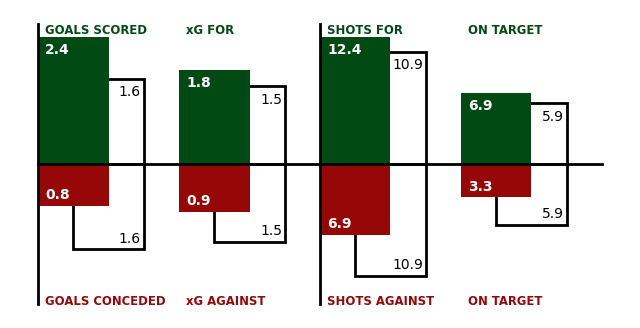 GOALS SCORED xG FOR SHOTS FOR ON TARGET
2.4 1.6 1.8 1.5 12.4 10.9 6.9 5.9
0.8 1.6 0.9 1.5 6.9 10.9 3.3 5.9
GOALS CONCEDED xG AGAINST SHOTS AGAINST ON TARGET